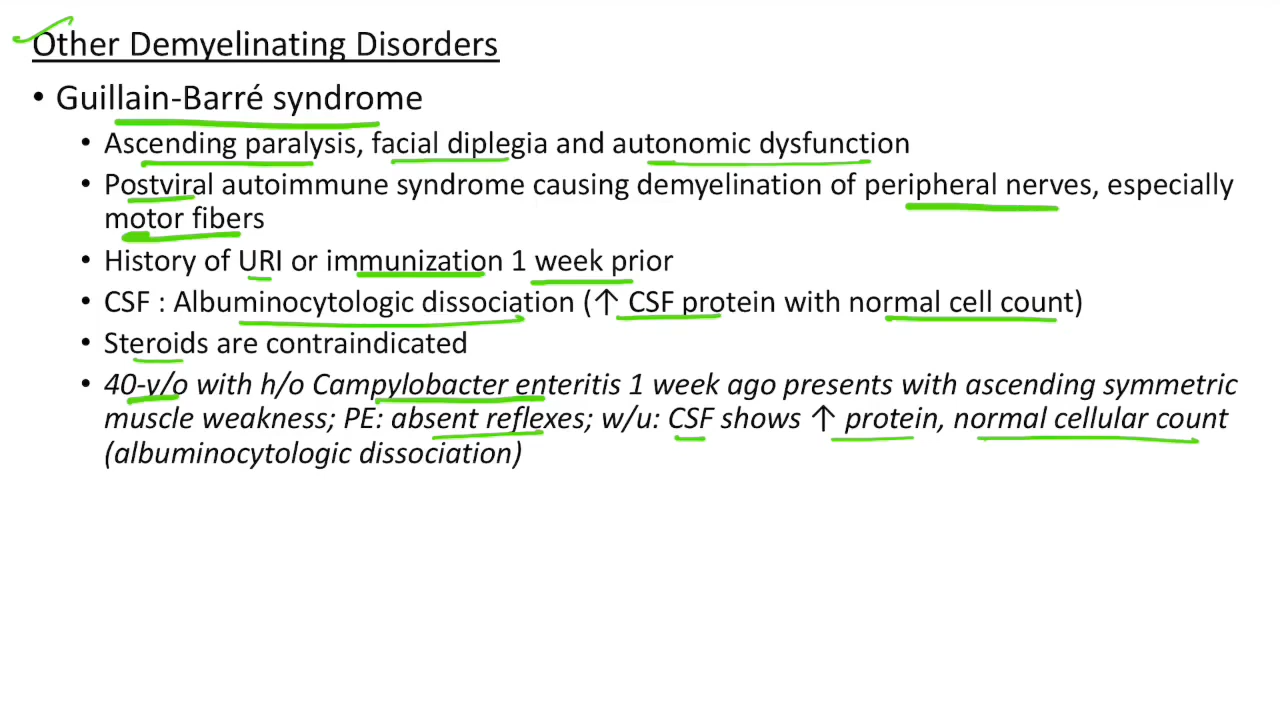 Other Demyelinating Disorders
• Guillain-Barré syndrome
• Ascending paralysis, facial diplegia and autonomic dysfunction
• Postviral autoimmune syndrome causing demyelination of peripheral nerves, especially
motor fibers
• History of URI or immunization 1 week prior
• CSF : Albuminocytologic dissociation (↑ CSF protein with normal cell count)
• Steroids are contraindicated
• 40-y/o with h/o Campylobacter enteritis 1 week ago presents with ascending symmetric
muscle weakness; PE: absent reflexes; w/u: CSF shows ↑ protein, normal cellular count
(albuminocytologic dissociation)